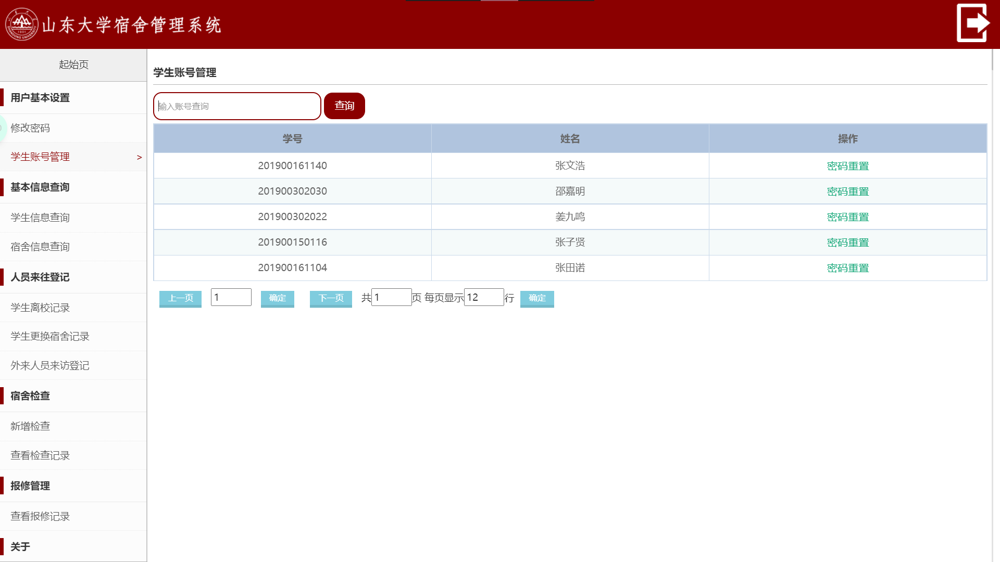 山东大学宿舍管理系统
SHANDONG UNIVERSITY
1901
起始页
用户基本设置
修改密码
学生账号管理 >
基本信息查询
学生信息查询
宿舍信息查询
人员来往登记
学生离校记录
学生更换宿舍记录
外来人员来访登记
宿舍检查
新增检查
查看检查记录
报修管理
查看报修记录
关于
学生账号管理
输入账号查询 查询
学号 姓名 操作
201900161140 张文浩 密码重置
201900302030 邵嘉明 密码重置
201900302022 姜九鸣 密码重置
201900150116 张子贤 密码重置
201900161104 张田诺 密码重置
上一页 1 确定 下一页 共1页 每页显示12行 确定